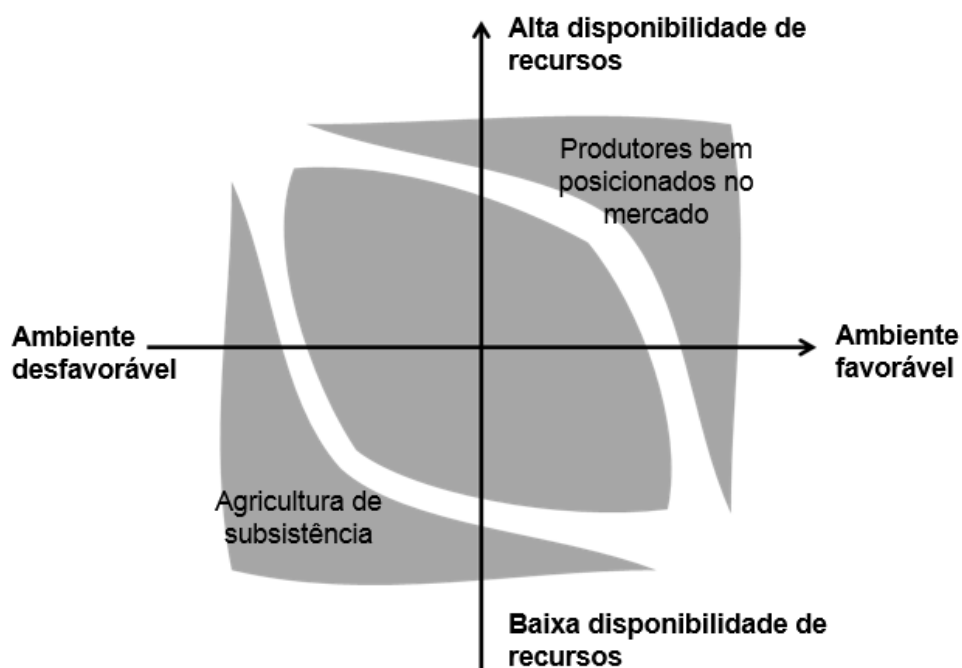 Alta disponibilidade de
recursos
Produtores bem
posicionados no
mercado
Ambiente
desfavorável
Ambiente
favorável
Agricultura de
subsistência
Baixa disponibilidade de
recursos